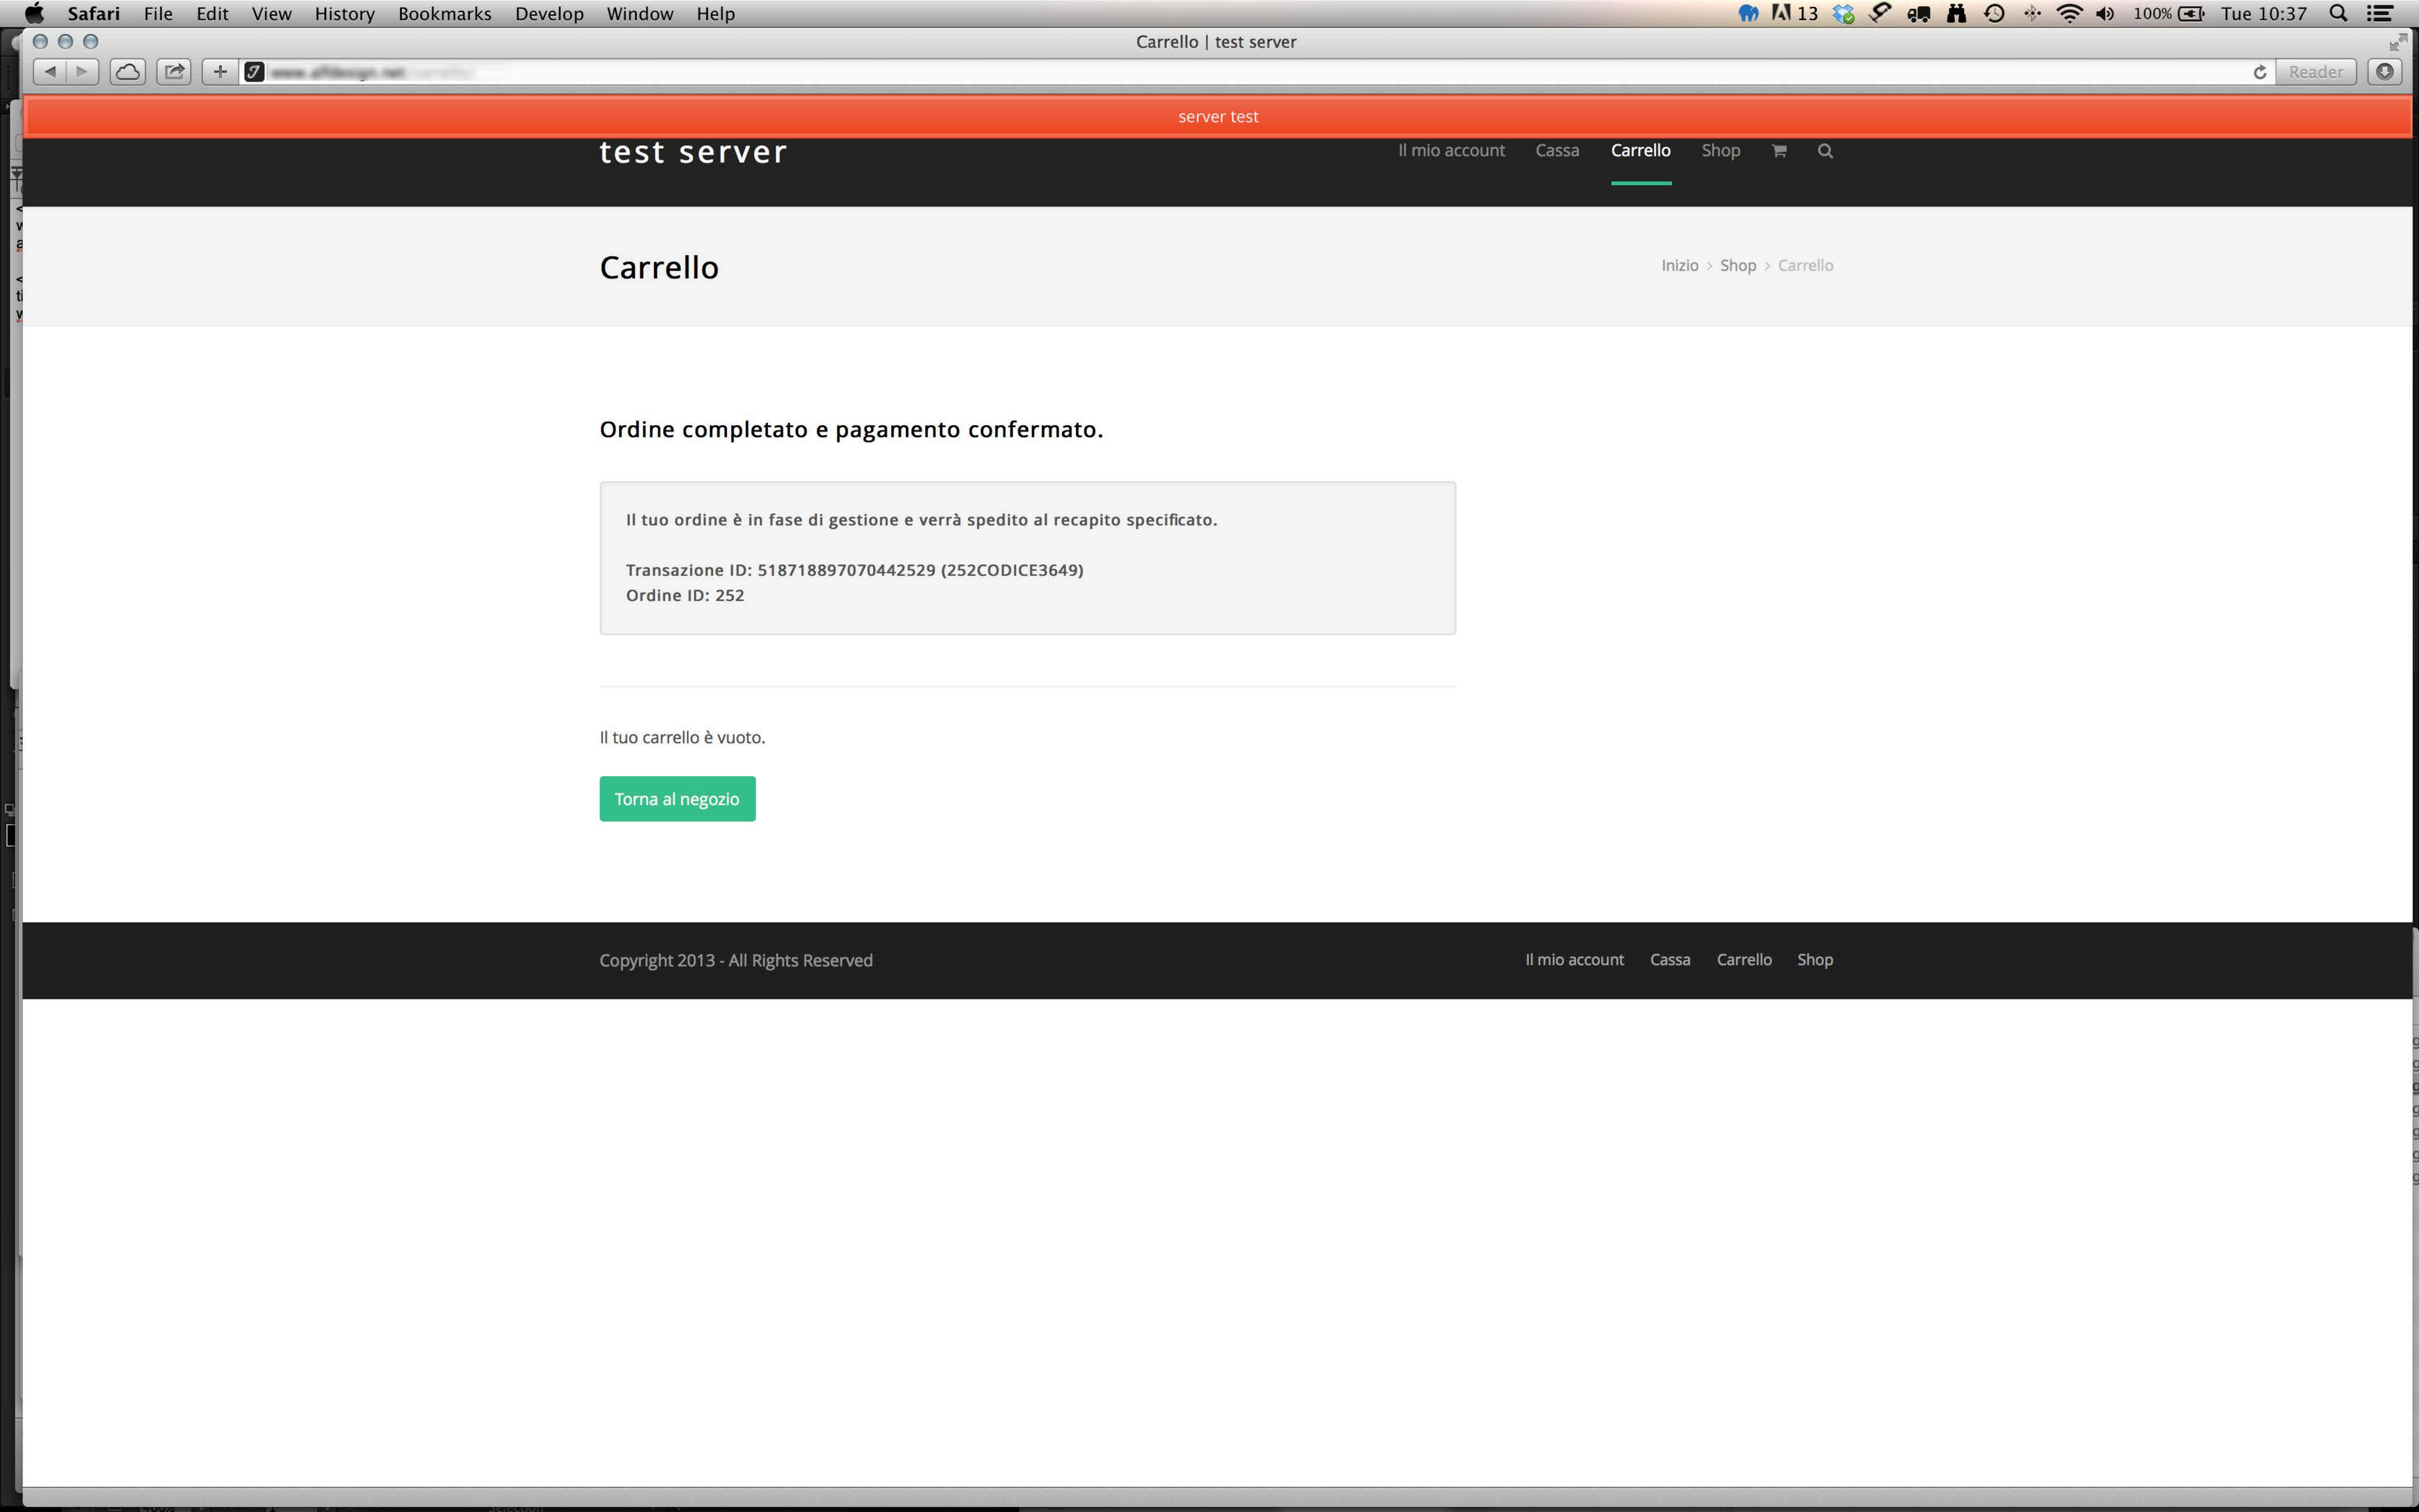 Safari File Edit View History Bookmarks Develop Window Help 13 100% Tue 10:37
Carrello | test server
Reader
server test
test server
Il mio account Cassa Carrello Shop
Carrello
Inizio > Shop > Carrello
Ordine completato e pagamento confermato.
Il tuo ordine è in fase di gestione e verrà spedito al recapito specificato.
Transazione ID: 518718897070442529 (252CODICE3649)
Ordine ID: 252
Il tuo carrello è vuoto.
Torna al negozio
Copyright 2013 - All Rights Reserved
Il mio account Cassa Carrello Shop